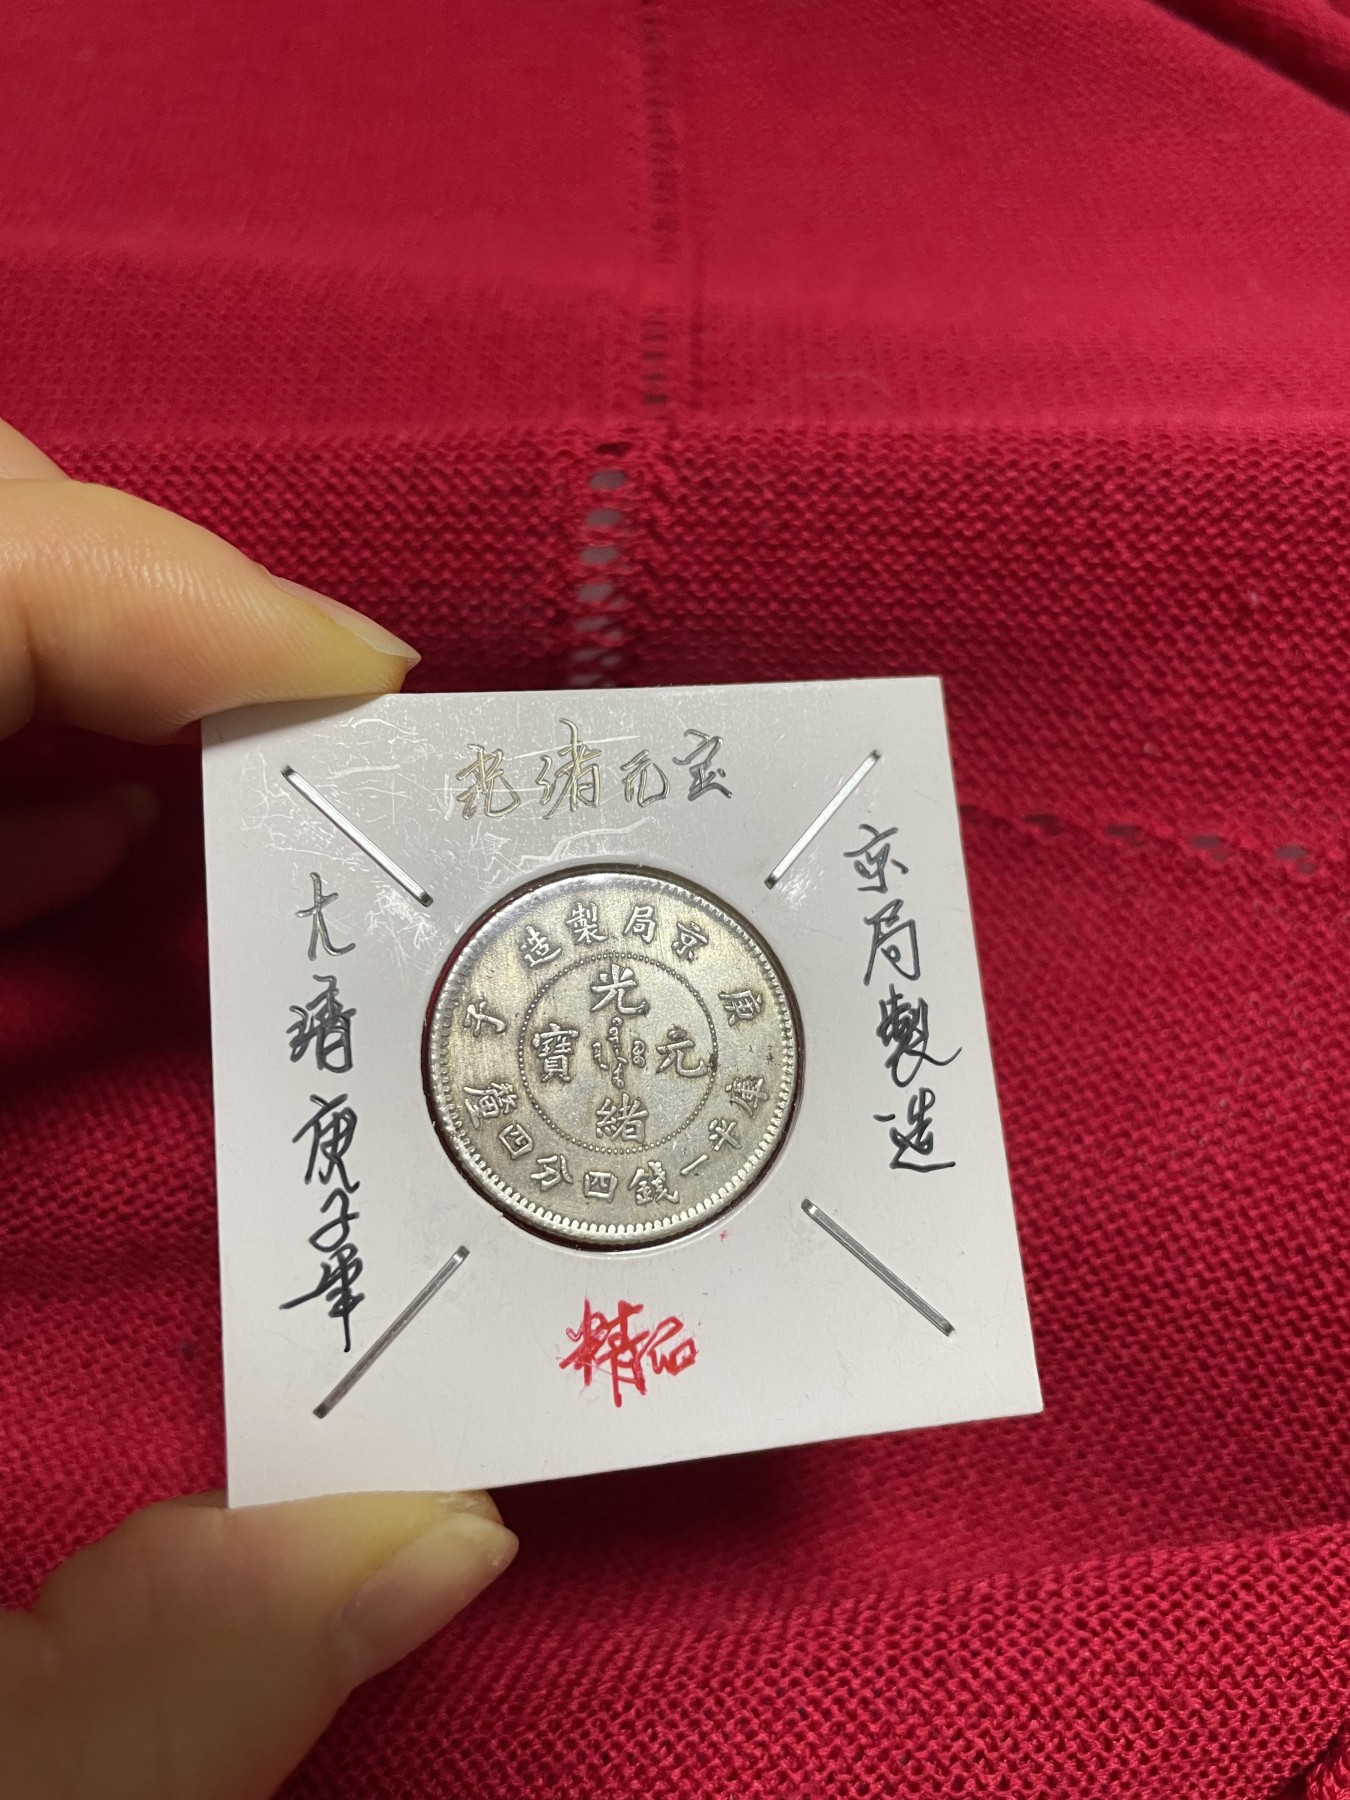 光绪元宝
京局製造
大清庚子年
京局製造
庚子
光緒元寶
庫平一錢四分四釐
精品